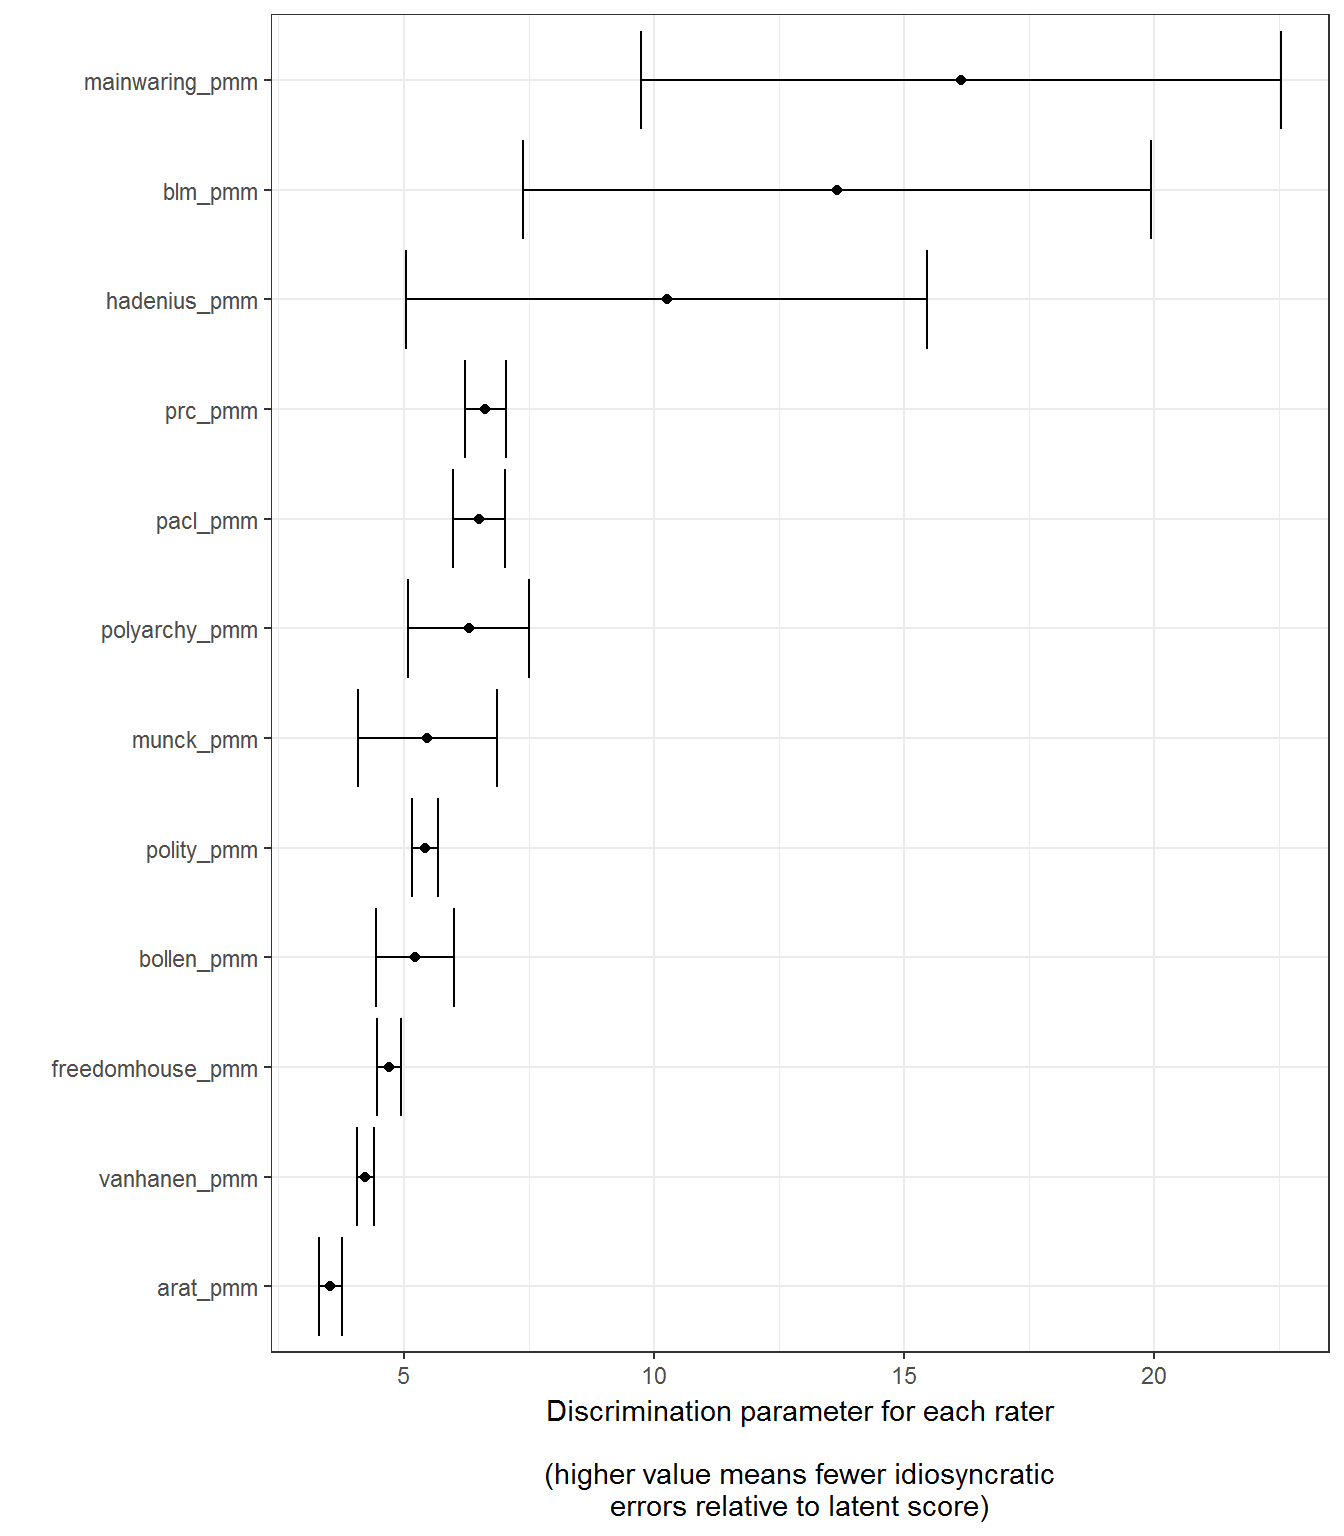 mainwaring_pmm
blm_pmm
hadenius_pmm
prc_pmm
pacl_pmm
polyarchy_pmm
munck_pmm
polity_pmm
bollen_pmm
freedomhouse_pmm
vanhanen_pmm
arat_pmm
5 10 15 20
Discrimination parameter for each rater
(higher value means fewer idiosyncratic
errors relative to latent score)